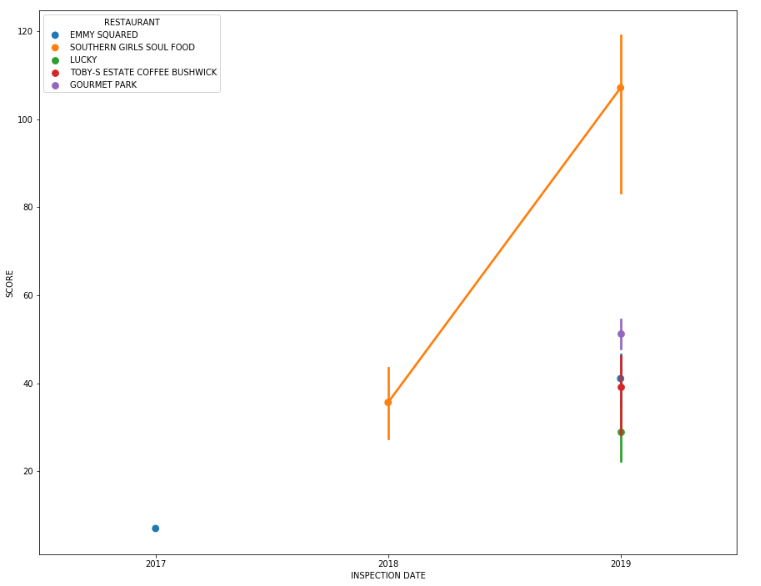 RESTAURANT
EMMY SQUARED
SOUTHERN GIRLS SOUL FOOD
LUCKY
TOBY-S ESTATE COFFEE BUSHWICK
GOURMET PARK
120
100
80
60
40
20
SCORE
2017 2018 2019
INSPECTION DATE